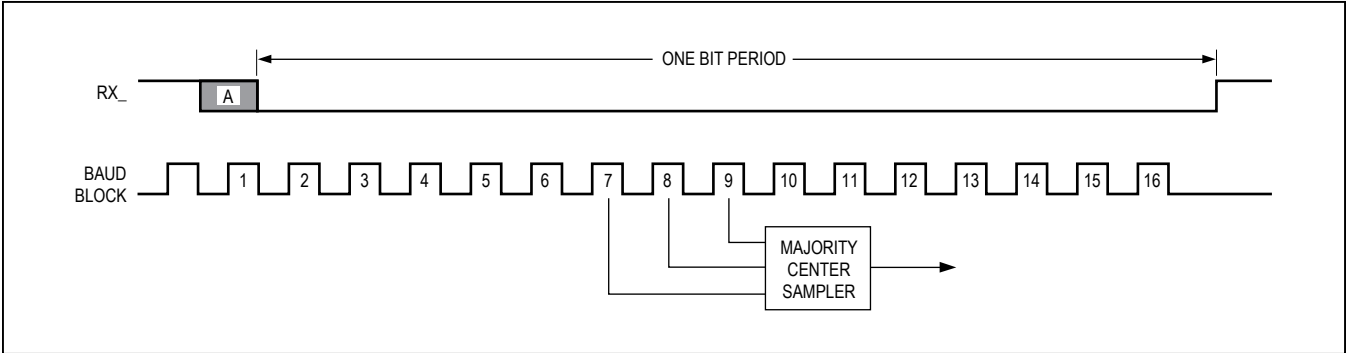 ONE BIT PERIOD
RX_
A
BAUD
BLOCK
1 2 3 4 5 6 7 8 9 10 11 12 13 14 15 16
MAJORITY
CENTER
SAMPLER